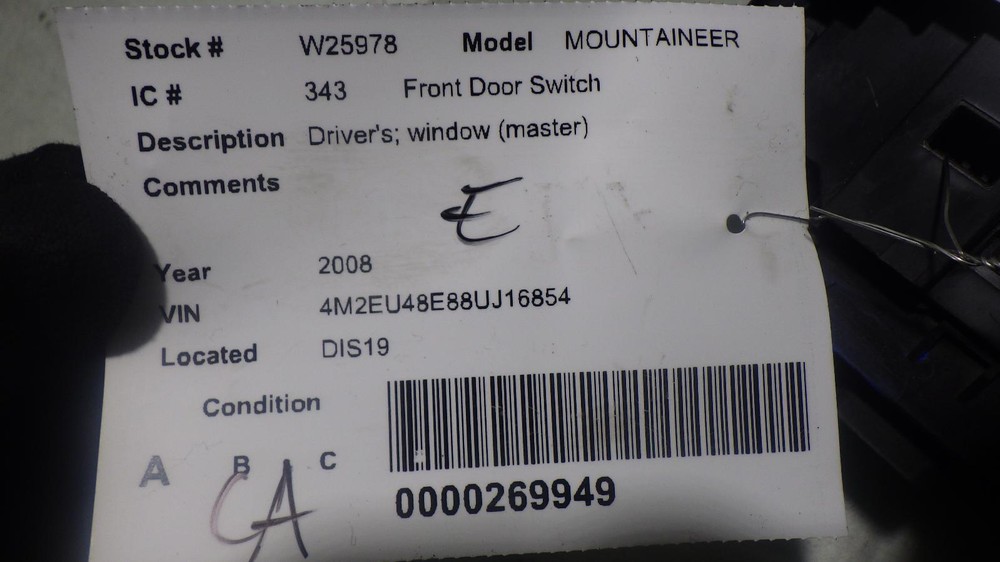 Stock # W25978 Model MOUNTAINEER
IC # 343 Front Door Switch
Description Driver's; window (master)
Comments
E
Year 2008
VIN 4M2EU48E88UJ16854
Located DIS19
Condition
A B C
CA
0000269949